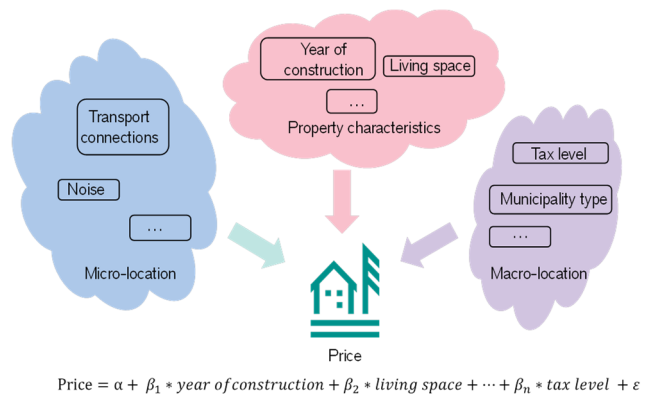 Year of
construction
Living space
...
Property characteristics
Transport
connections
Noise
...
Micro-location
Tax level
Municipality type
...
Macro-location
Price
Price = α + β₁ * year of construction + β₂ * living space + ⋯ + βₙ * tax level + ε